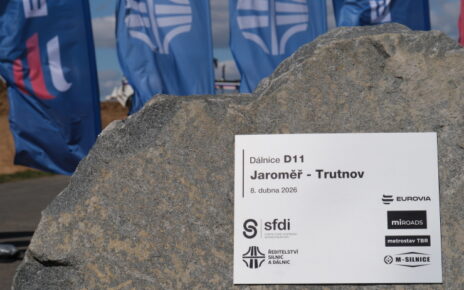 Dálnice D11
Jaroměř - Trutnov
8. dubna 2026
sfdi
ŘEDITELSTVÍ
SILNIC
A DÁLNIC
EUROVIA
miROADS
metrostav TBR
M-SILNICE